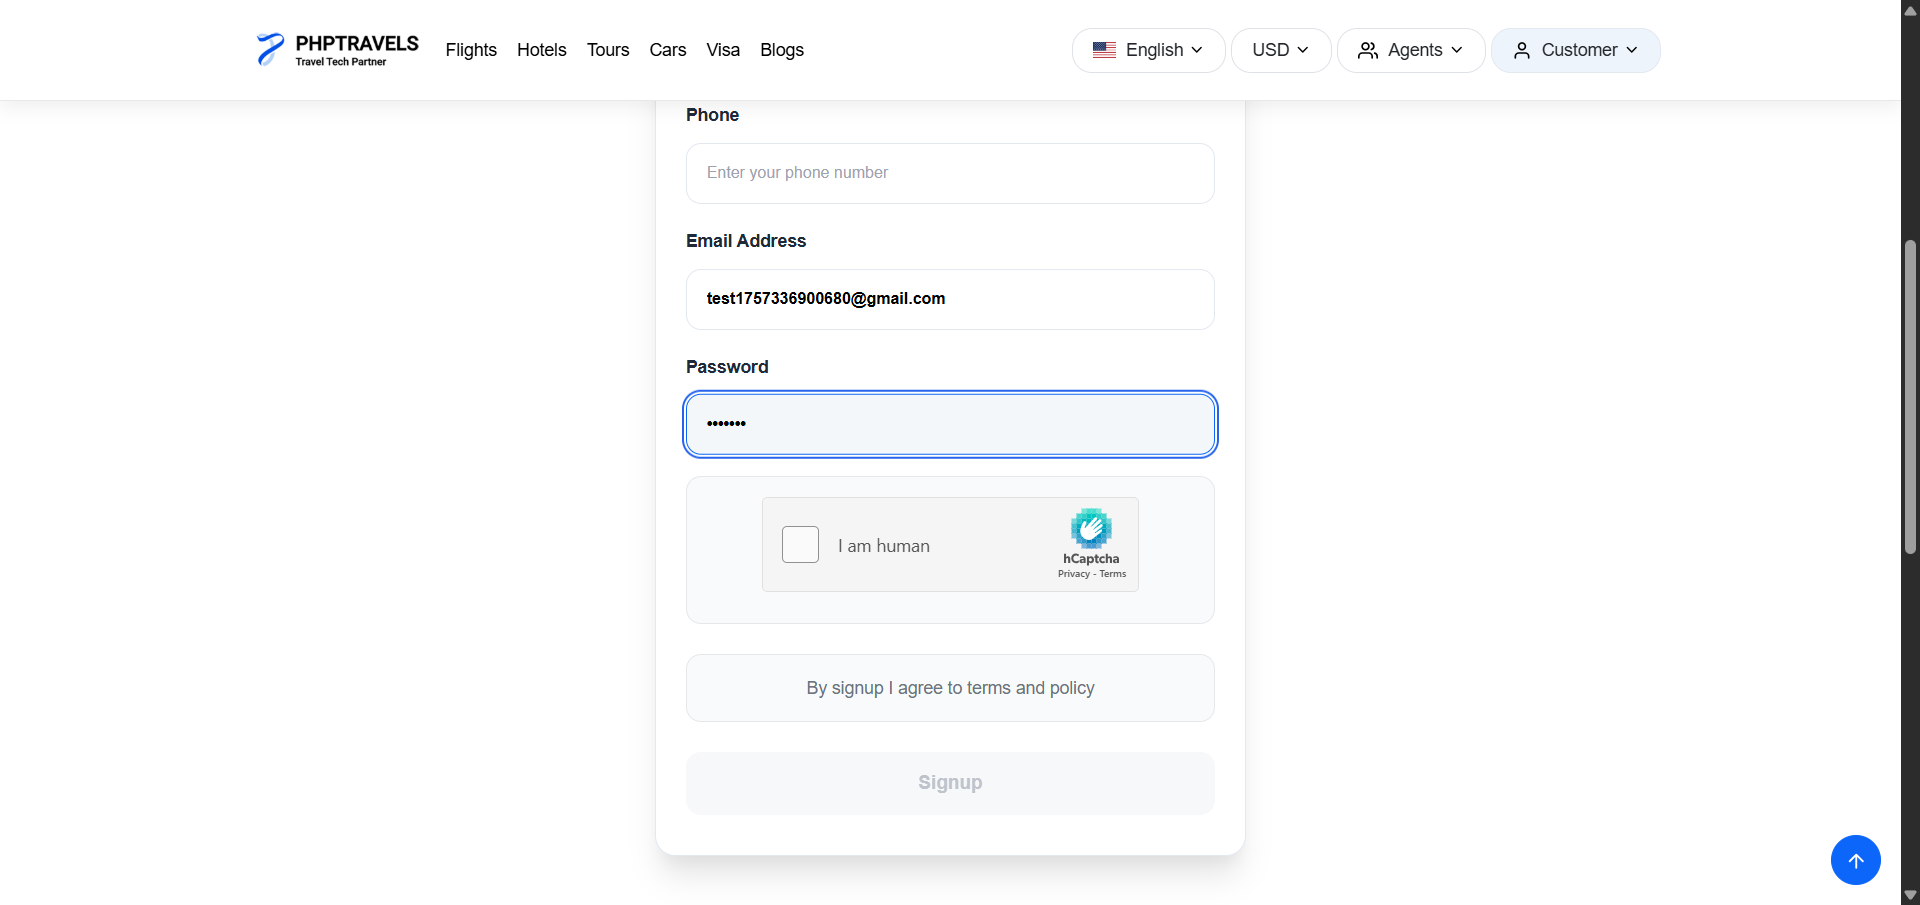 PHPTRAVELS
Travel Tech Partner
Flights Hotels Tours Cars Visa Blogs
English USD Agents Customer
Phone
Enter your phone number
Email Address
test1757336900680@gmail.com
Password
•••••••
I am human
hCaptcha
Privacy - Terms
By signup I agree to terms and policy
Signup